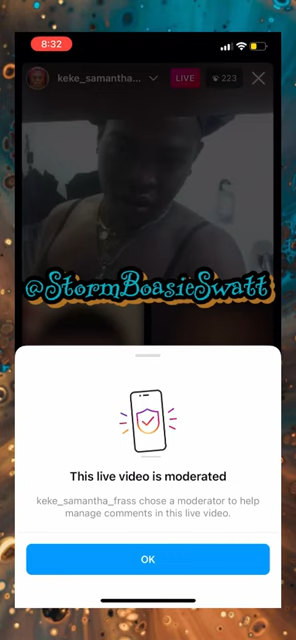 8:32
keke_samantha...
LIVE
223
@StormBoasieSwatt
This live video is moderated
keke_samantha_frass chose a moderator to help
manage comments in this live video.
OK